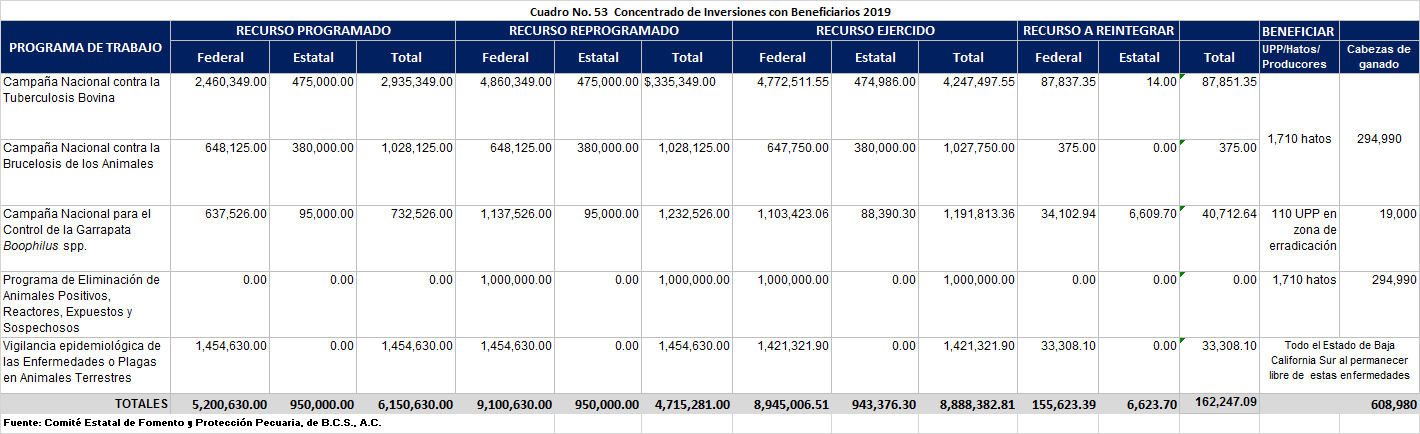 Cuadro No. 53 Concentrado de Inversiones con Beneficiarios 2019
PROGRAMA DE TRABAJO RECURSO PROGRAMADO RECURSO REPROGRAMADO RECURSO EJERCIDO RECURSO A REINTEGRAR BENEFICIAR
Federal Estatal Total Federal Estatal Total Federal Estatal Total Federal Estatal Total UPP/Hatos/ Cabezas de
Producores ganado
Campaña Nacional contra la 2,460,349.00 475,000.00 2,935,349.00 4,860,349.00 475,000.00 $,335,349.00 4,772,511.55 474,986.00 4,247,497.55 87,837.35 14.00 87,851.35
Tuberculosis Bovina
1,710 hatos 294,990
Campaña Nacional contra la 648,125.00 380,000.00 1,028,125.00 648,125.00 380,000.00 1,028,125.00 647,750.00 380,000.00 1,027,750.00 375.00 0.00 375.00
Brucelosis de los Animales
Campaña Nacional para el 637,526.00 95,000.00 732,526.00 1,137,526.00 95,000.00 1,232,526.00 1,103,423.06 88,390.30 1,191,813.36 34,102.94 6,609.70 40,712.64 110 UPP en 19,000
Control de la Garrapata zona de
Boophilus spp. erradicación
Programa de Eliminación de 0.00 0.00 0.00 1,000,000.00 0.00 1,000,000.00 1,000,000.00 0.00 1,000,000.00 0.00 0.00 0.00 1,710 hatos 294,990
Animales Positivos,
Reactores, Expuestos y
Sospechosos
Vigilancia epidemiológica de 1,454,630.00 0.00 1,454,630.00 1,454,630.00 0.00 1,454,630.00 1,421,321.90 0.00 1,421,321.90 33,308.10 0.00 33,308.10 Todo el Estado de Baja
las Enfermedades o Plagas California Sur al permanecer
en Animales Terrestres libre de estas enfermedades
TOTALES 5,200,630.00 950,000.00 6,150,630.00 9,100,630.00 950,000.00 4,715,281.00 8,945,006.51 943,376.30 8,888,382.81 155,623.39 6,623.70 162,247.09 608,980
Fuente: Comité Estatal de Fomento y Protección Pecuaria, de B.C.S., A.C.